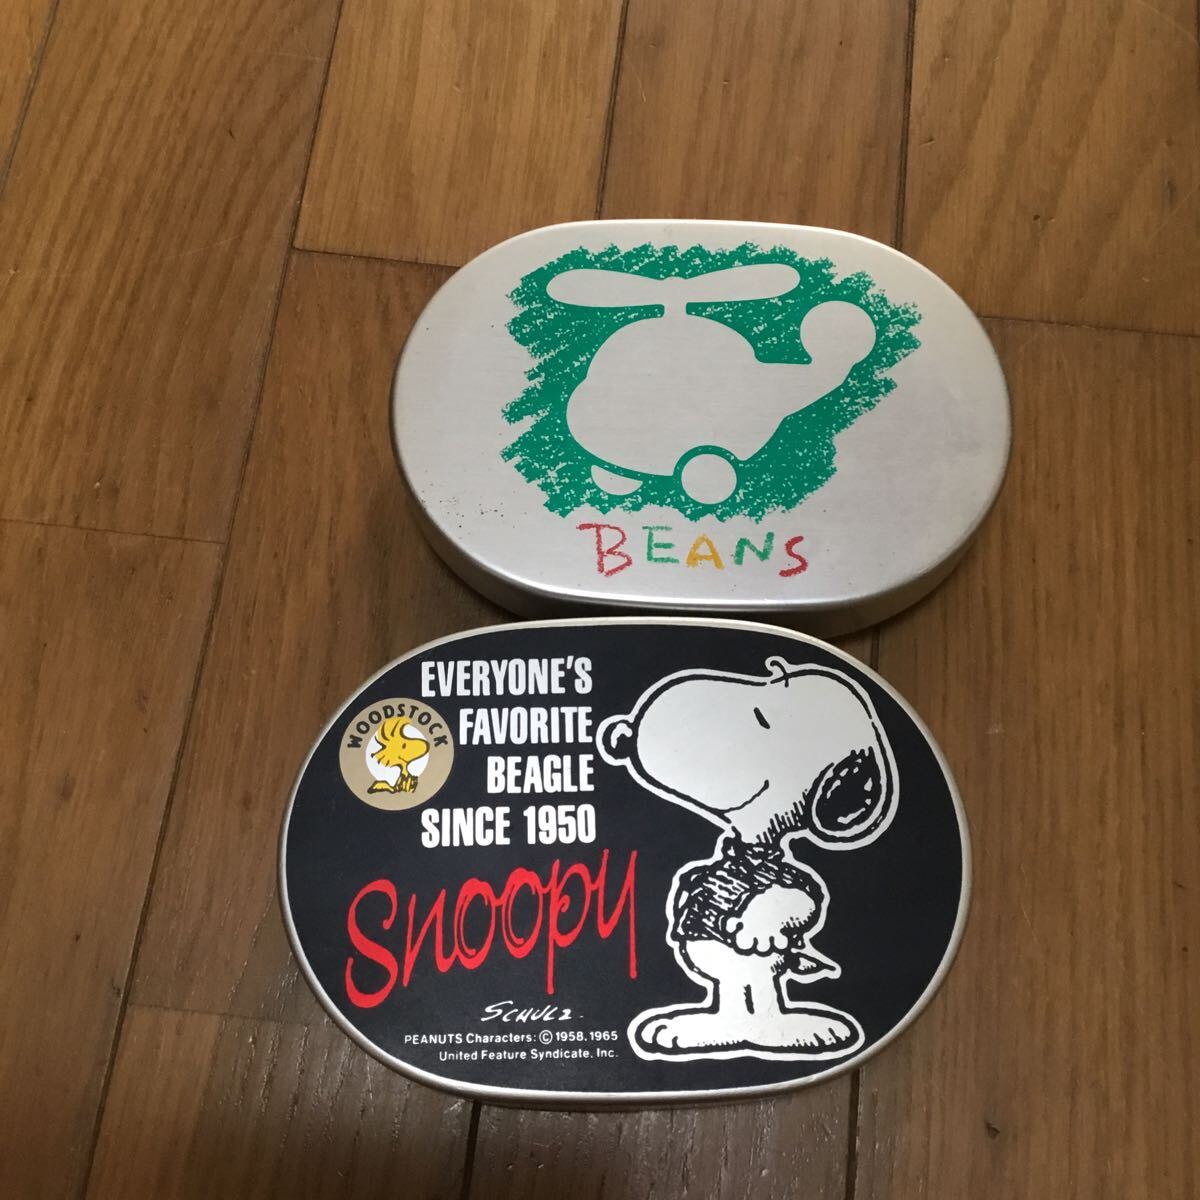 BEANS
EVERYONE'S
FAVORITE
BEAGLE
SINCE 1950
WOODSTOCK
Snoopy
SCHULZ
PEANUTS Characters: © 1958, 1965
United Feature Syndicate, Inc.